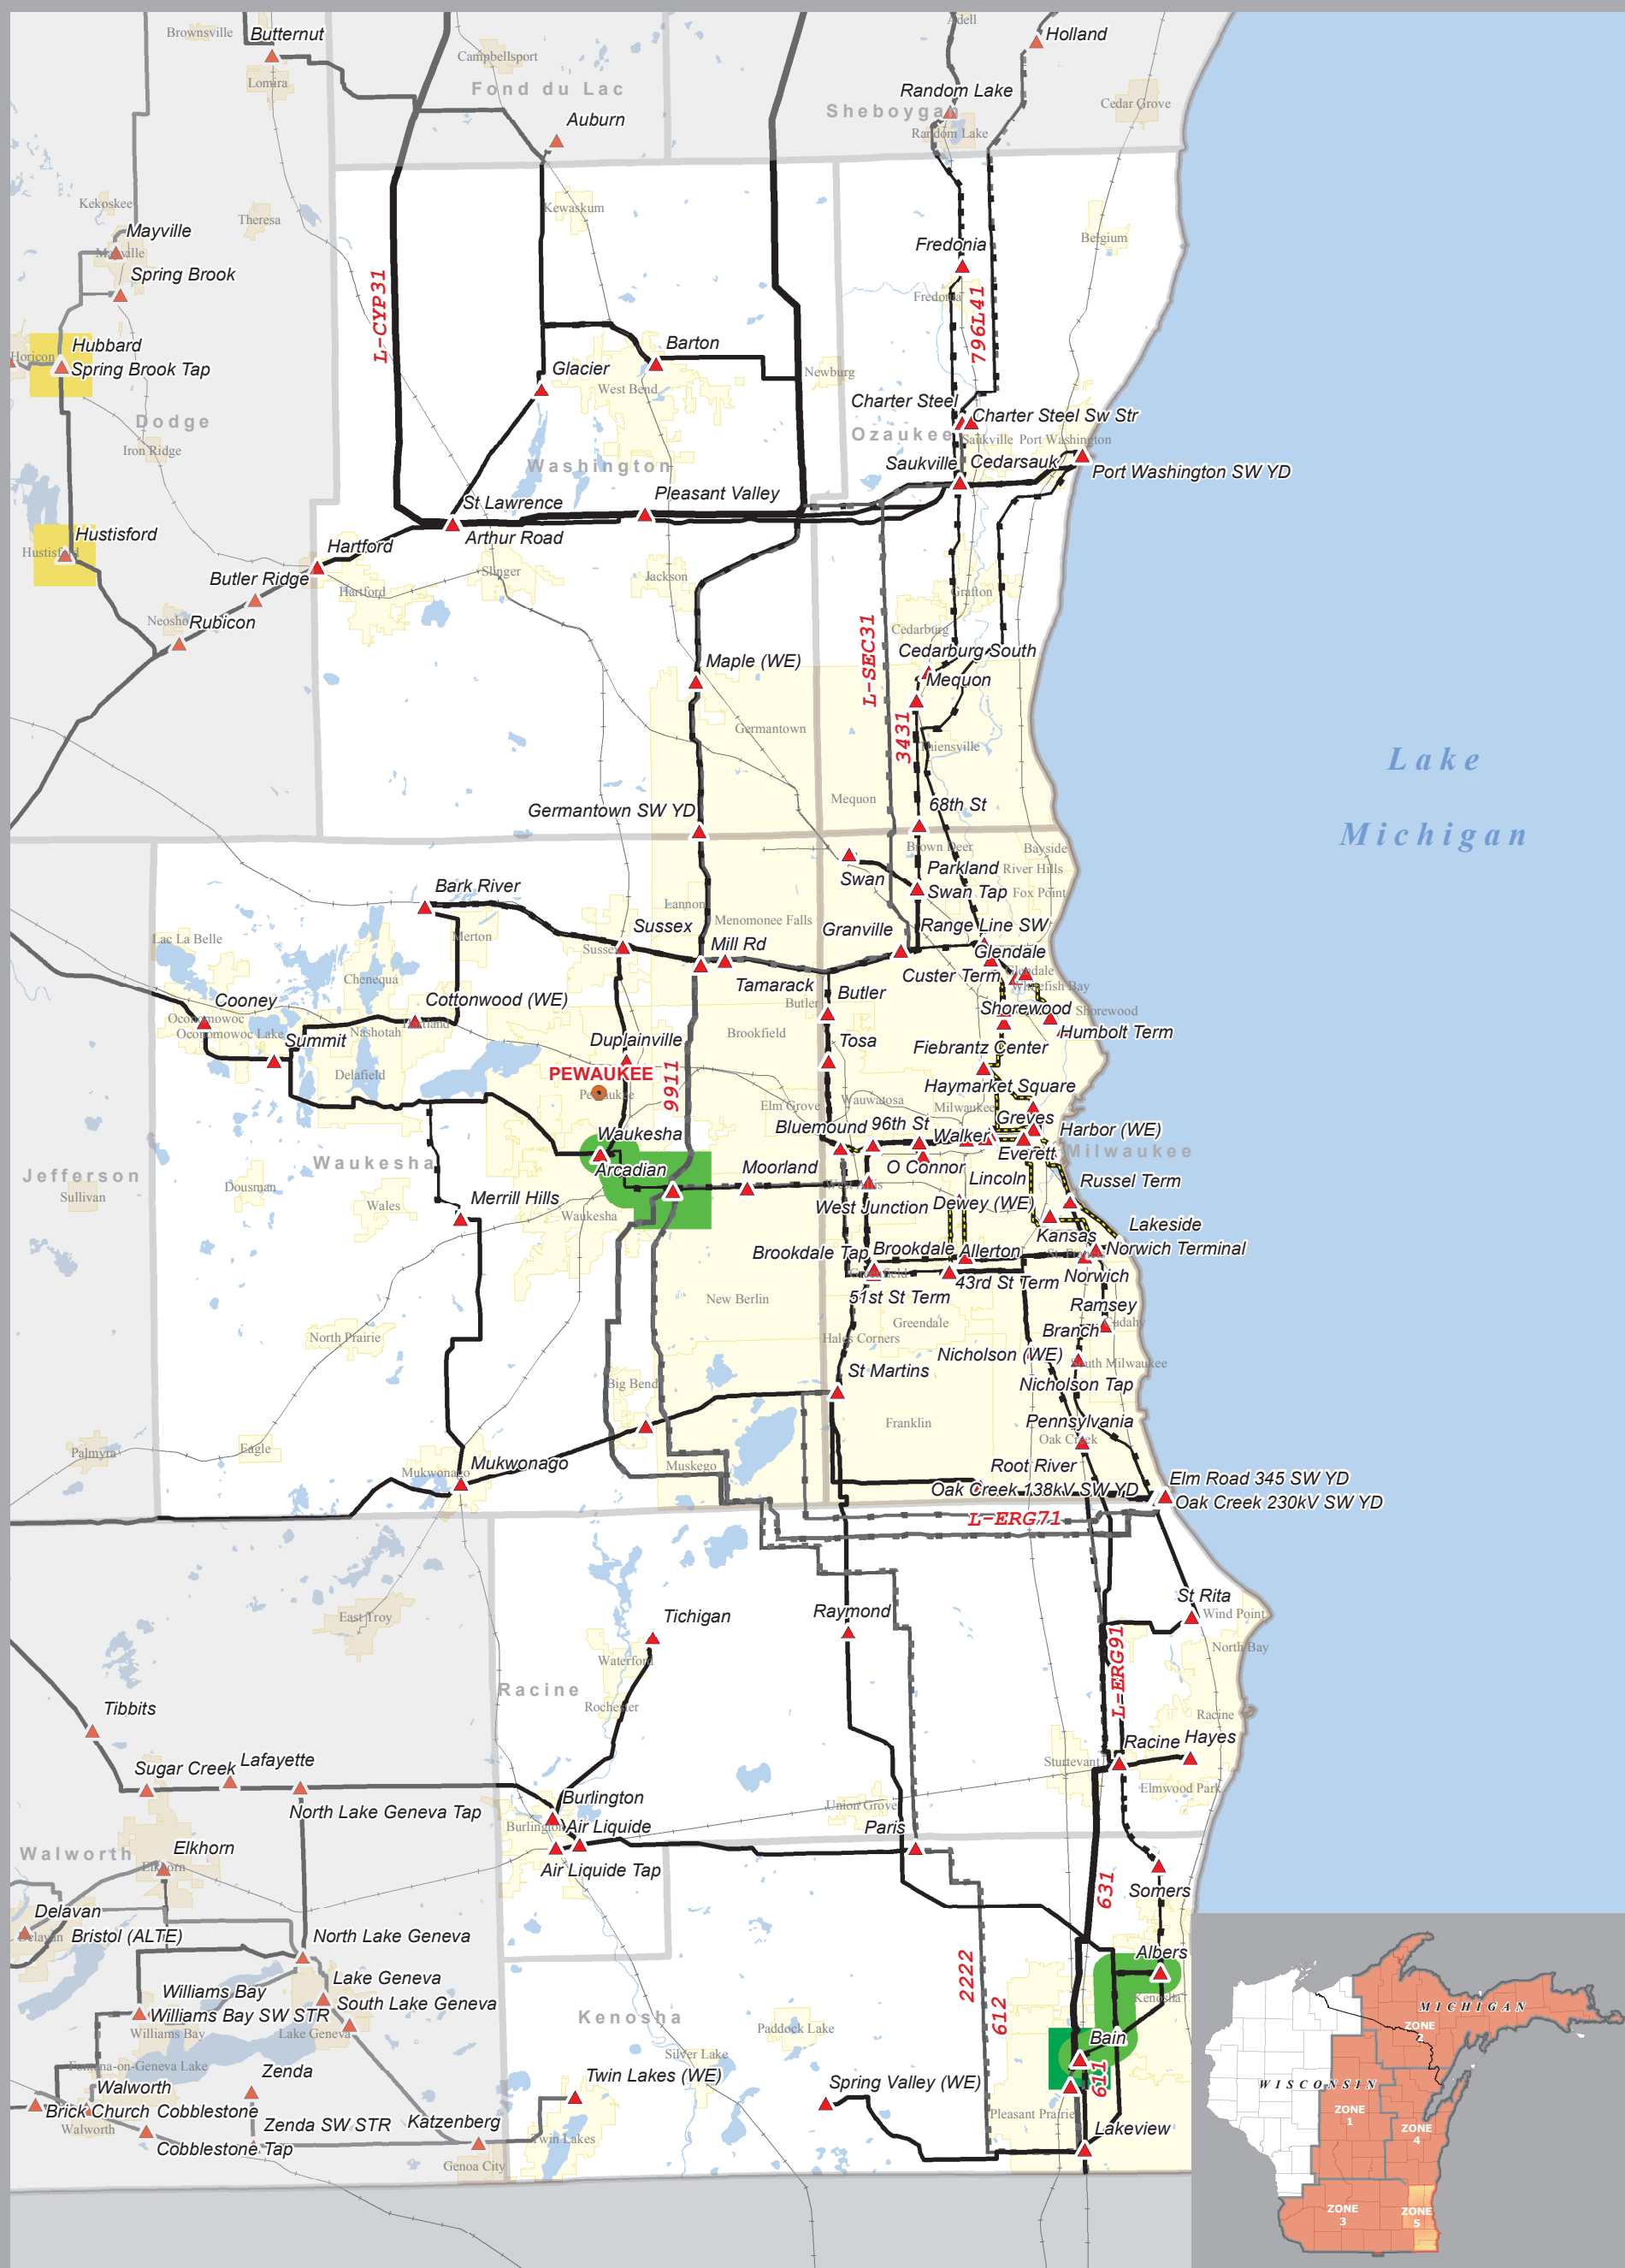 Adell
Brownsville
Butternut
Holland
Campbellsport
Lomira
Fond du Lac
Random Lake
Cedar Grove
Sheboygan
Auburn
Random Lake
Kekoskee
Theresa
Kewaskum
Mayville
Mayville
Belgium
Fredonia
Spring Brook
Fredonia
L-CYP31
796L41
Hubbard
Barton
Horicon
Spring Brook Tap
Glacier
Newburg
West Bend
Charter Steel
Charter Steel Sw Str
Dodge
Ozaukee
Saukville
Port Washington
Iron Ridge
Washington
Saukville
Cedarsauk
Port Washington SW YD
Pleasant Valley
St Lawrence
Hustisford
Arthur Road
Hustisford
Hartford
Slinger
Jackson
Butler Ridge
Hartford
Grafton
Neosho
Rubicon
Cedarburg
L-SEC31
Cedarburg South
Maple (WE)
Mequon
Germantown
3431
Thiensville
Lake
Mequon
Germantown SW YD
68th St
Michigan
Brown Deer
Bayside
Parkland
River Hills
Swan
Bark River
Swan Tap
Fox Point
Lannon
Menomonee Falls
Granville
Range Line SW
Merton
Sussex
Lac La Belle
Sussex
Mill Rd
Glendale
Chenequa
Custer Term
Glendale
Tamarack
Whitefish Bay
Cooney
Cottonwood (WE)
Butler
Butler
Shorewood
Shorewood
Oconomowoc
Hartland
Nashotah
Oconomowoc Lake
Brookfield
Humbolt Term
Summit
Duplainville
Tosa
Fiebrantz Center
Delafield
PEWAUKEE
9911
Haymarket Square
Pewaukee
Elm Grove
Wauwatosa
Milwaukee
Greves
Waukesha
Bluemound
96th St
Walker
Harbor (WE)
Milwaukee
Waukesha
Everett
Jefferson
Arcadian
Moorland
O Connor
Lincoln
Russel Term
Sullivan
Dousman
West Allis
Wales
Merrill Hills
Waukesha
West Junction
Dewey (WE)
Lakeside
Kansas
Brookdale Tap
Brookdale
Allerton
Norwich Terminal
St. Francis
Greenfield
43rd St Term
Norwich
New Berlin
51st St Term
Ramsey
North Prairie
Greendale
Cudahy
Hales Corners
Branch
Nicholson (WE)
South Milwaukee
St Martins
Big Bend
Nicholson Tap
Franklin
Pennsylvania
Palmyra
Eagle
Oak Creek
Muskego
Mukwonago
Mukwonago
Root River
Elm Road 345 SW YD
Oak Creek 138kV SW YD
Oak Creek 230kV SW YD
L-ERG71
St Rita
East Troy
Tichigan
Raymond
Wind Point
North Bay
Waterford
L-ERG91
Racine
Rochester
Tibbits
Racine
Racine
Hayes
Sugar Creek
Lafayette
Sturtevant
Elmwood Park
North Lake Geneva Tap
Burlington
Union Grove
Burlington
Air Liquide
Paris
Walworth
Elkhorn
Elkhorn
Air Liquide Tap
631
Somers
Delavan
Delavan
Bristol (ALTE)
North Lake Geneva
Albers
2222
Lake Geneva
Williams Bay
Kenosha
South Lake Geneva
Williams Bay SW STR
612
Kenosha
Paddock Lake
Williams Bay
Lake Geneva
Bain
Silver Lake
Fontana-on-Geneva Lake
Zenda
Twin Lakes (WE)
Spring Valley (WE)
611
Walworth
Brick Church
Cobblestone
Pleasant Prairie
Walworth
Zenda SW STR
Katzenberg
Lakeview
Cobblestone Tap
Twin Lakes
Genoa City
MICHIGAN
ZONE
2
WISCONSIN
ZONE
1
ZONE
4
ZONE
3
ZONE
5